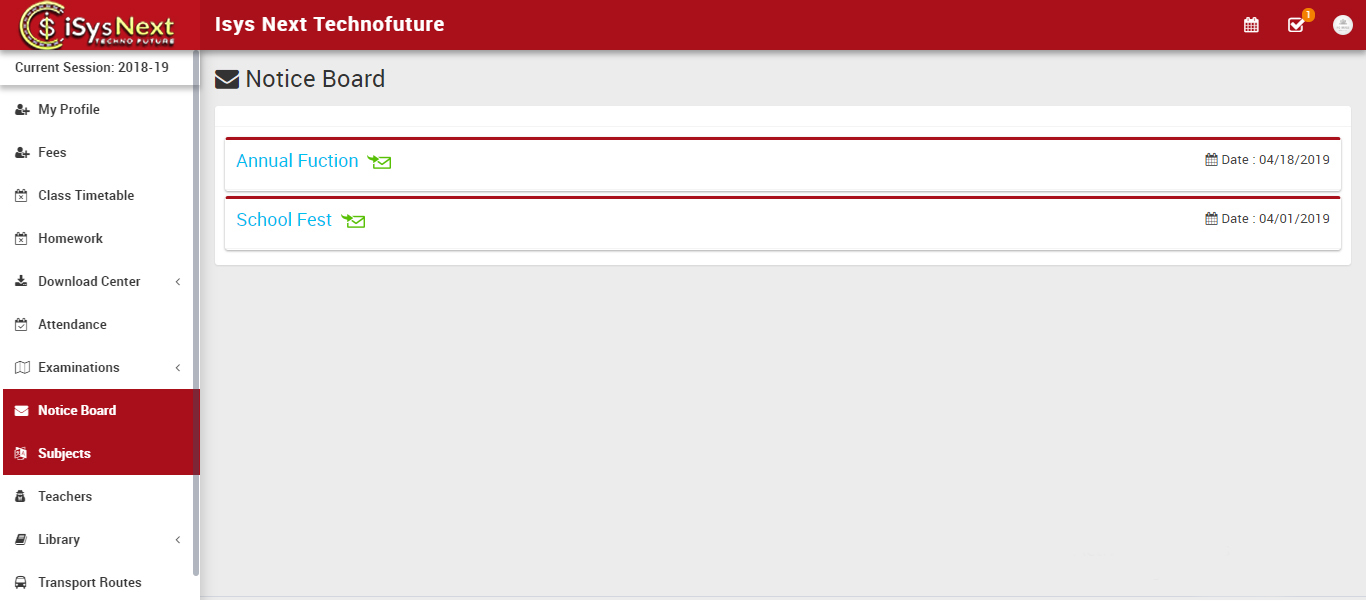 iSysNext
TECHNO FUTURE
Isys Next Technofuture
1
Current Session: 2018-19
My Profile
Fees
Class Timetable
Homework
Download Center
Attendance
Examinations
Notice Board
Subjects
Teachers
Library
Transport Routes
Notice Board
Annual Fuction
Date : 04/18/2019
School Fest
Date : 04/01/2019